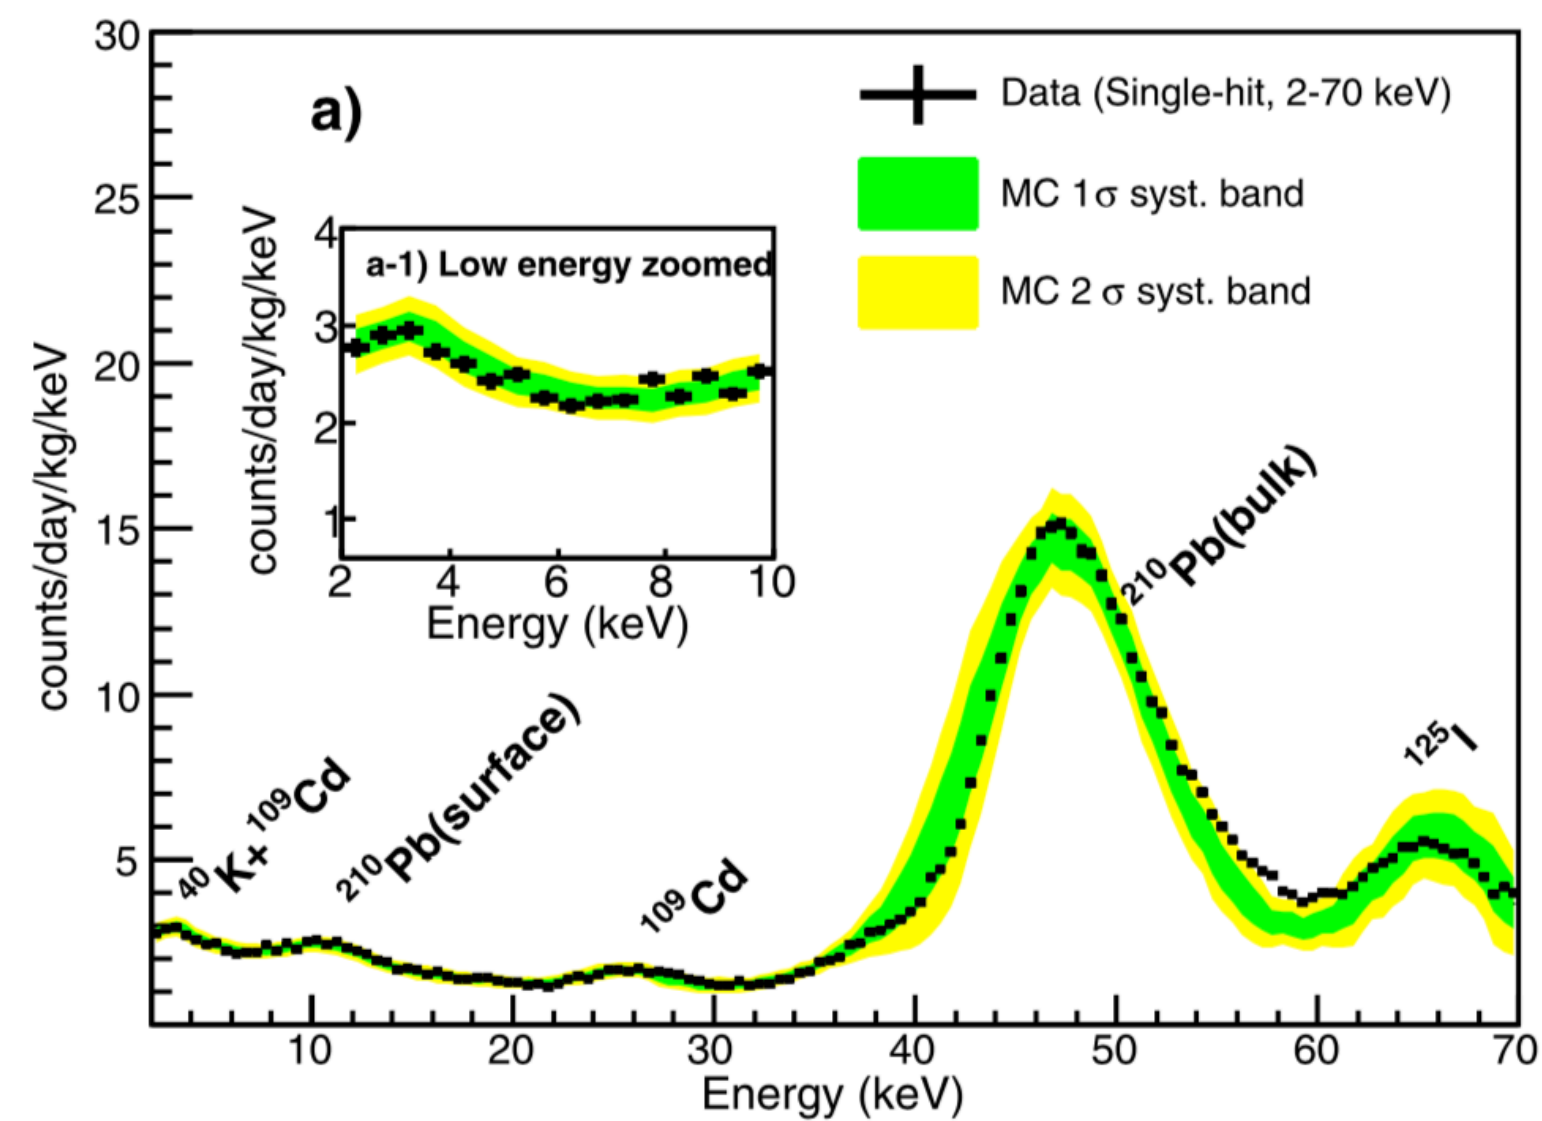 30
25
20
15
10
5
counts/day/kg/keV
a)
Data (Single-hit, 2-70 keV)
MC 1σ syst. band
MC 2 σ syst. band
a-1) Low energy zoomed
counts/day/kg/keV
4
3
2
1
2 4 6 8 10
Energy (keV)
⁴⁰K+¹⁰⁹Cd
²¹⁰Pb(surface)
¹⁰⁹Cd
²¹⁰Pb(bulk)
¹²⁵I
10 20 30 40 50 60 70
Energy (keV)